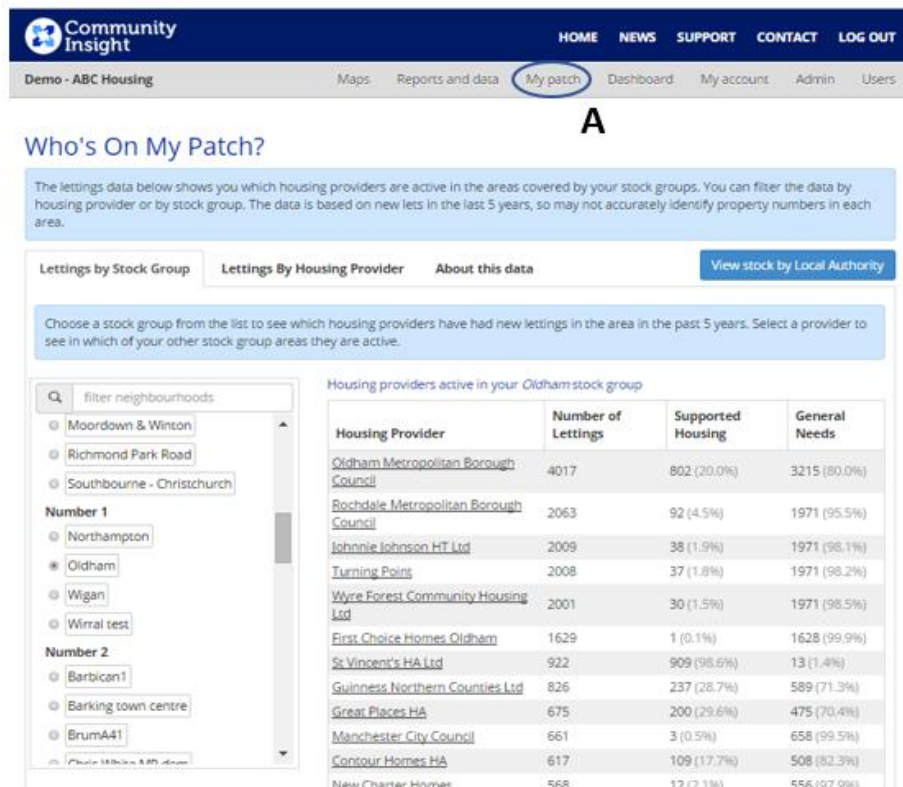 Community
Insight
HOME NEWS SUPPORT CONTACT LOG OUT
Demo - ABC Housing Maps Reports and data My patch Dashboard My account Admin Users
A
Who's On My Patch?
The lettings data below shows you which housing providers are active in the areas covered by your stock groups. You can filter the data by
housing provider or by stock group. The data is based on new lets in the last 5 years, so may not accurately identify property numbers in each
area.
Lettings by Stock Group Lettings By Housing Provider About this data View stock by Local Authority
Choose a stock group from the list to see which housing providers have had new lettings in the area in the past 5 years. Select a provider to
see in which of your other stock group areas they are active.
filter neighbourhoods
Moordown & Winton
Richmond Park Road
Southbourne - Christchurch
Number 1
Northampton
Oldham
Wigan
Wirral test
Number 2
Barbican1
Barking town centre
BrumA41
Chris White MP dem
Housing providers active in your Oldham stock group
Housing Provider Number of Lettings Supported Housing General Needs
Oldham Metropolitan Borough
Council 4017 802 (20.0%) 3215 (80.0%)
Rochdale Metropolitan Borough
Council 2063 92 (4.5%) 1971 (95.5%)
Johnnie Johnson HT Ltd 2009 38 (1.9%) 1971 (98.1%)
Turning Point 2008 37 (1.8%) 1971 (98.2%)
Wyre Forest Community Housing
Ltd 2001 30 (1.5%) 1971 (98.5%)
First Choice Homes Oldham 1629 1 (0.1%) 1628 (99.9%)
St Vincent's HA Ltd 922 909 (98.6%) 13 (1.4%)
Guinness Northern Counties Ltd 826 237 (28.7%) 589 (71.3%)
Great Places HA 675 200 (29.6%) 475 (70.4%)
Manchester City Council 661 3 (0.5%) 658 (99.5%)
Contour Homes HA 617 109 (17.7%) 508 (82.3%)
New Charter Homes 568 12 (2.1%) 556 (97.9%)